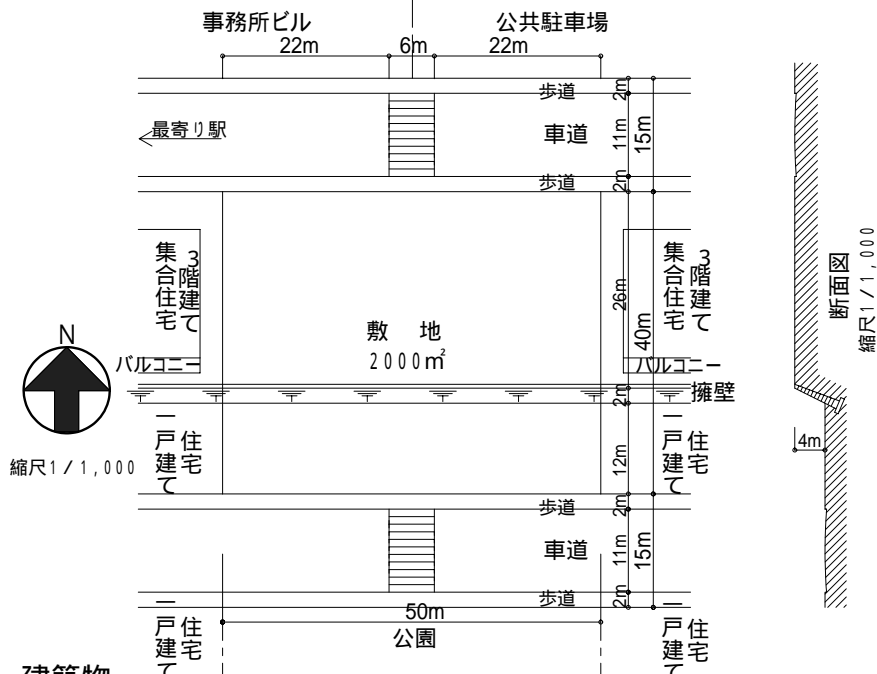 事務所ビル
公共駐車場
22m
6m
22m
歩道
2m
最寄り駅
車道
11m
15m
歩道
2m
3階建て
集合住宅
3階建て
集合住宅
26m
敷 地
2000㎡
40m
断面図
縮尺1/1,000
N
バルコニー
バルコニー
擁壁
2m
縮尺1/1,000
住宅
一戸建て
12m
住宅
一戸建て
4m
歩道
2m
車道
11m
15m
歩道
2m
50m
公園
住宅
一戸建て
住宅
一戸建て